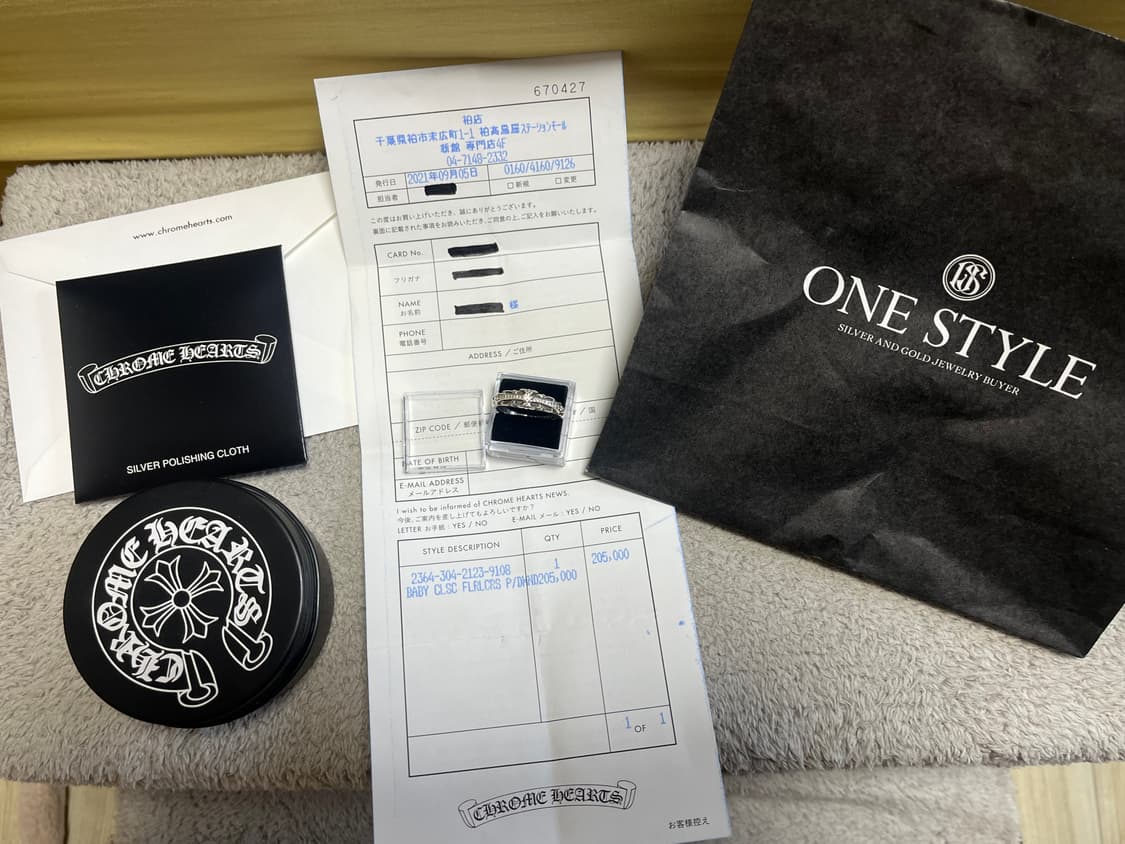 670427
柏店
千葉県柏市末広町1-1 柏高島屋ステーションモール
新館 専門店4F
04-7148-2332
発行日 2021年09月05日 0160/4160/9126
担当者 □新規 □変更
この度はお買い上げいただき、誠にありがとうございます。
裏面に記載された事項をお読みいただき、ご同意の上、ご記入をお願いいたします。
CARD No.
フリガナ
NAME
お名前 様
PHONE
電話番号
ADDRESS / ご住所
ZIP CODE / 郵便 / 国
DATE OF BIRTH
E-MAIL ADDRESS
メールアドレス
I wish to be informed of CHROME HEARTS NEWS.
今後、ご案内を差し上げてもよろしいですか?
LETTER お手紙 : YES / NO E-MAIL メール : YES / NO
STYLE DESCRIPTION QTY PRICE
2364-304-2123-9108 1 205,000
BABY CLSC FLRLCRS P/DMND205,000
1 OF 1
CHROME HEARTS
お客様控え
www.chromehearts.com
CHROME HEARTS
SILVER POLISHING CLOTH
CHROME HEARTS
ONE STYLE
SILVER AND GOLD JEWELRY BUYER